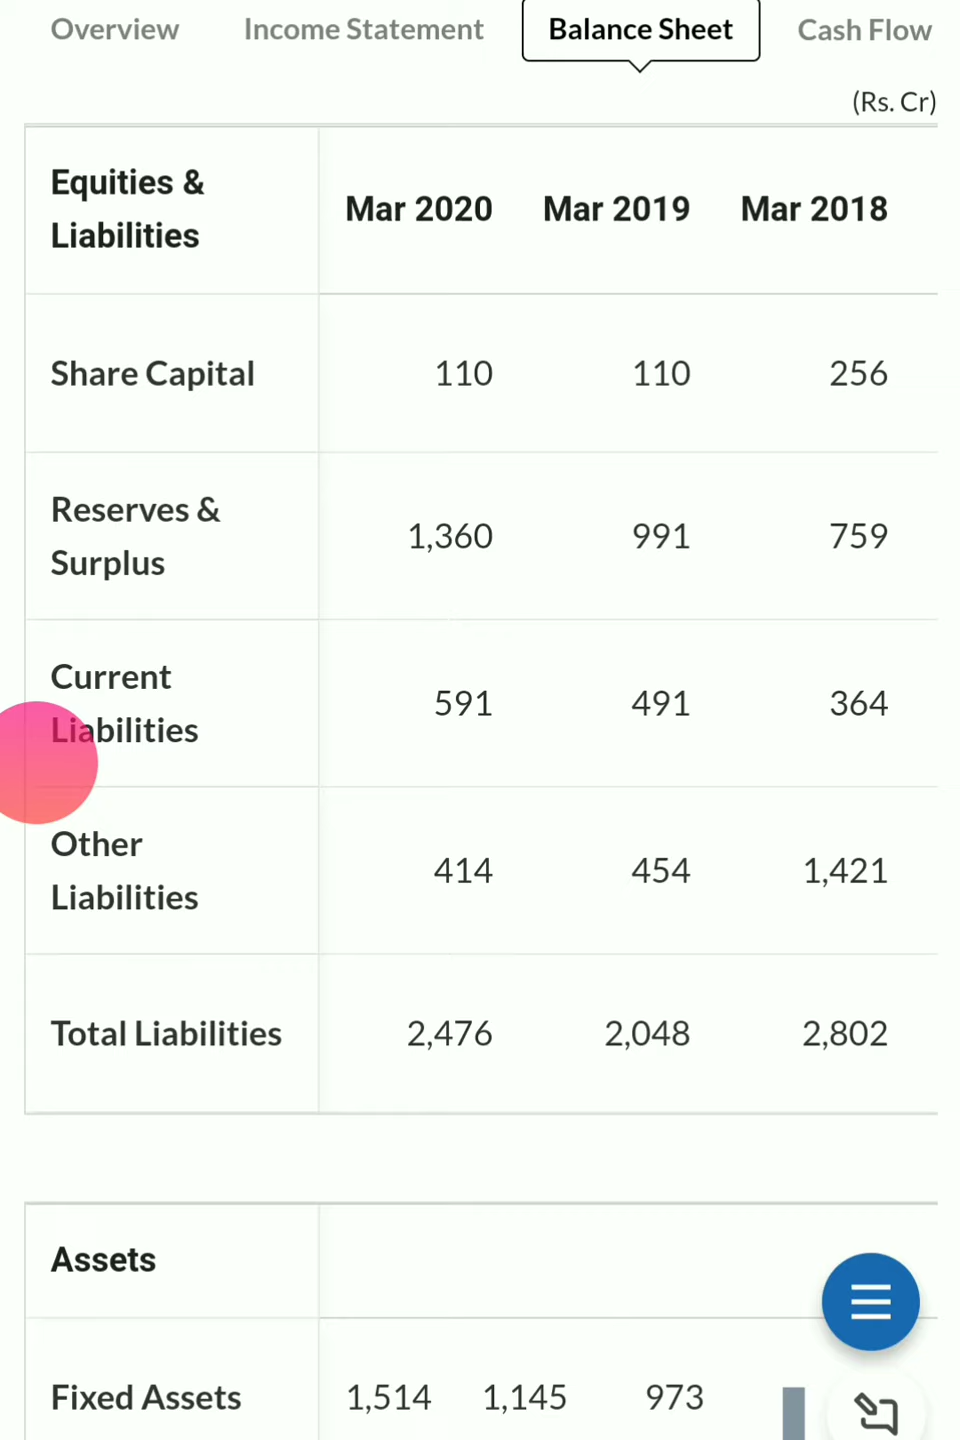 Overview Income Statement Balance Sheet Cash Flow
(Rs. Cr)
Equities &
Liabilities
Mar 2020 Mar 2019 Mar 2018
Share Capital 110 110 256
Reserves &
Surplus
1,360 991 759
Current
Liabilities
591 491 364
Other
Liabilities
414 454 1,421
Total Liabilities 2,476 2,048 2,802
Assets
Fixed Assets 1,514 1,145 973